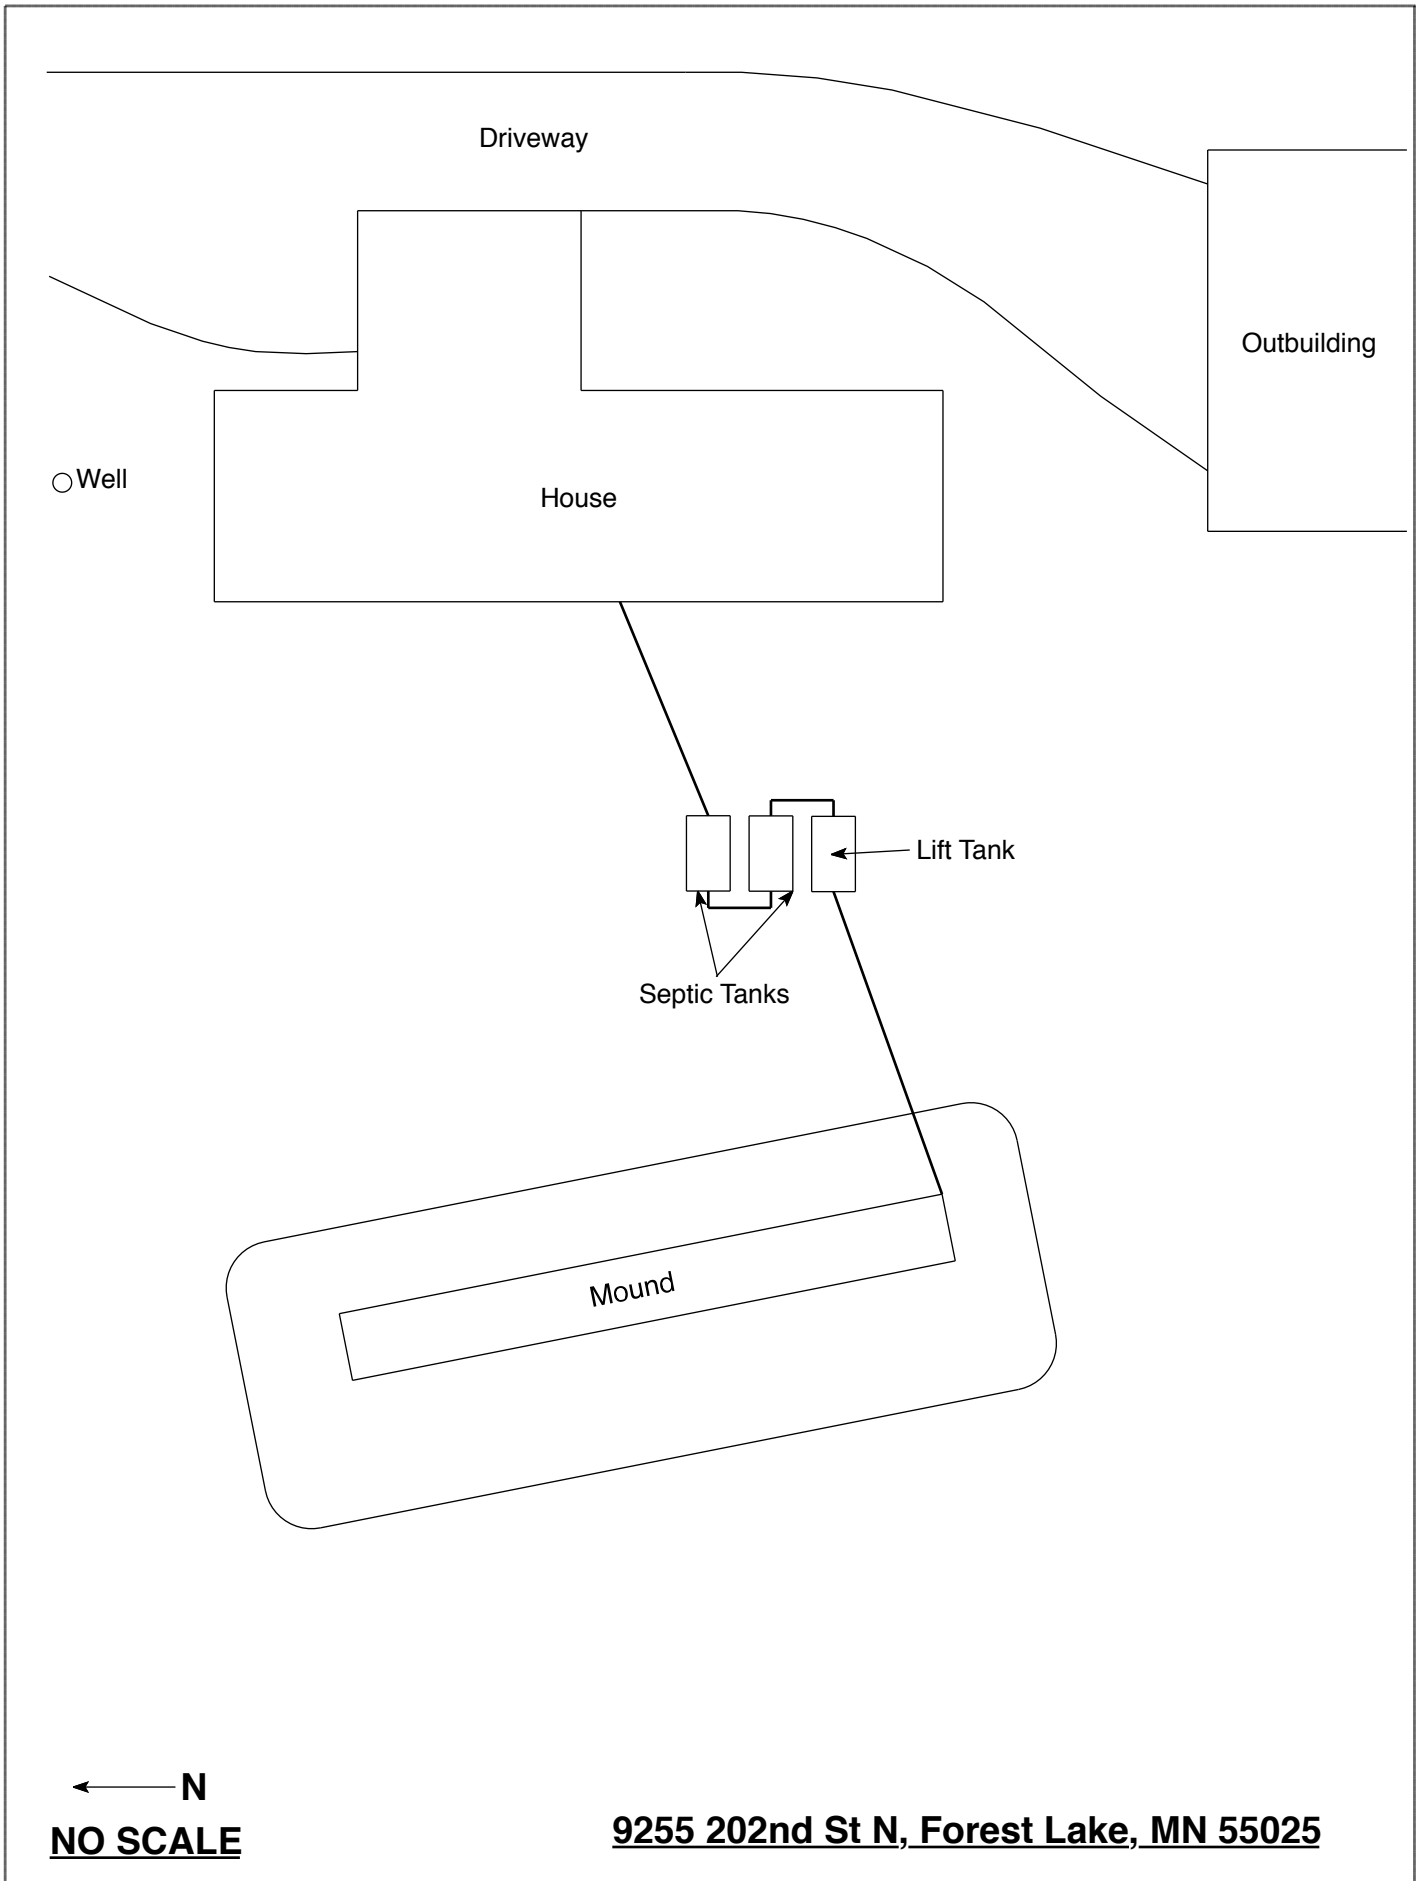 Driveway
Outbuilding
Well
House
Lift Tank
Septic Tanks
Mound
N
NO SCALE
9255 202nd St N, Forest Lake, MN 55025